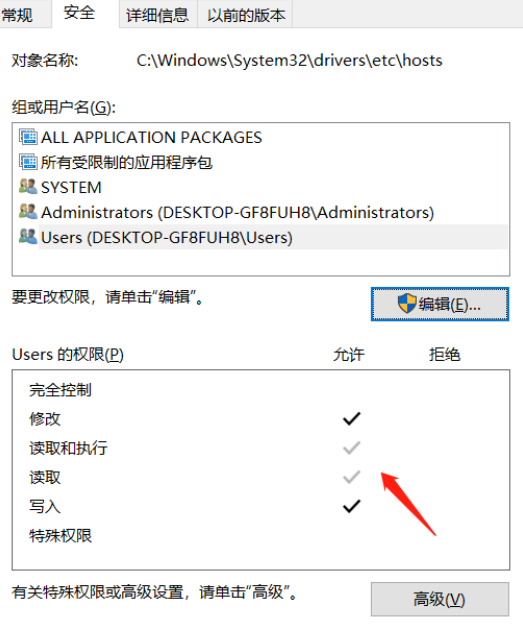 常规 安全 详细信息 以前的版本
对象名称: C:\Windows\System32\drivers\etc\hosts
组或用户名(G):
ALL APPLICATION PACKAGES
所有受限制的应用程序包
SYSTEM
Administrators (DESKTOP-GF8FUH8\Administrators)
Users (DESKTOP-GF8FUH8\Users)
要更改权限，请单击“编辑”。 编辑(E)...
Users 的权限(P) 允许 拒绝
完全控制
修改
读取和执行
读取
写入
特殊权限
有关特殊权限或高级设置，请单击“高级”。 高级(V)